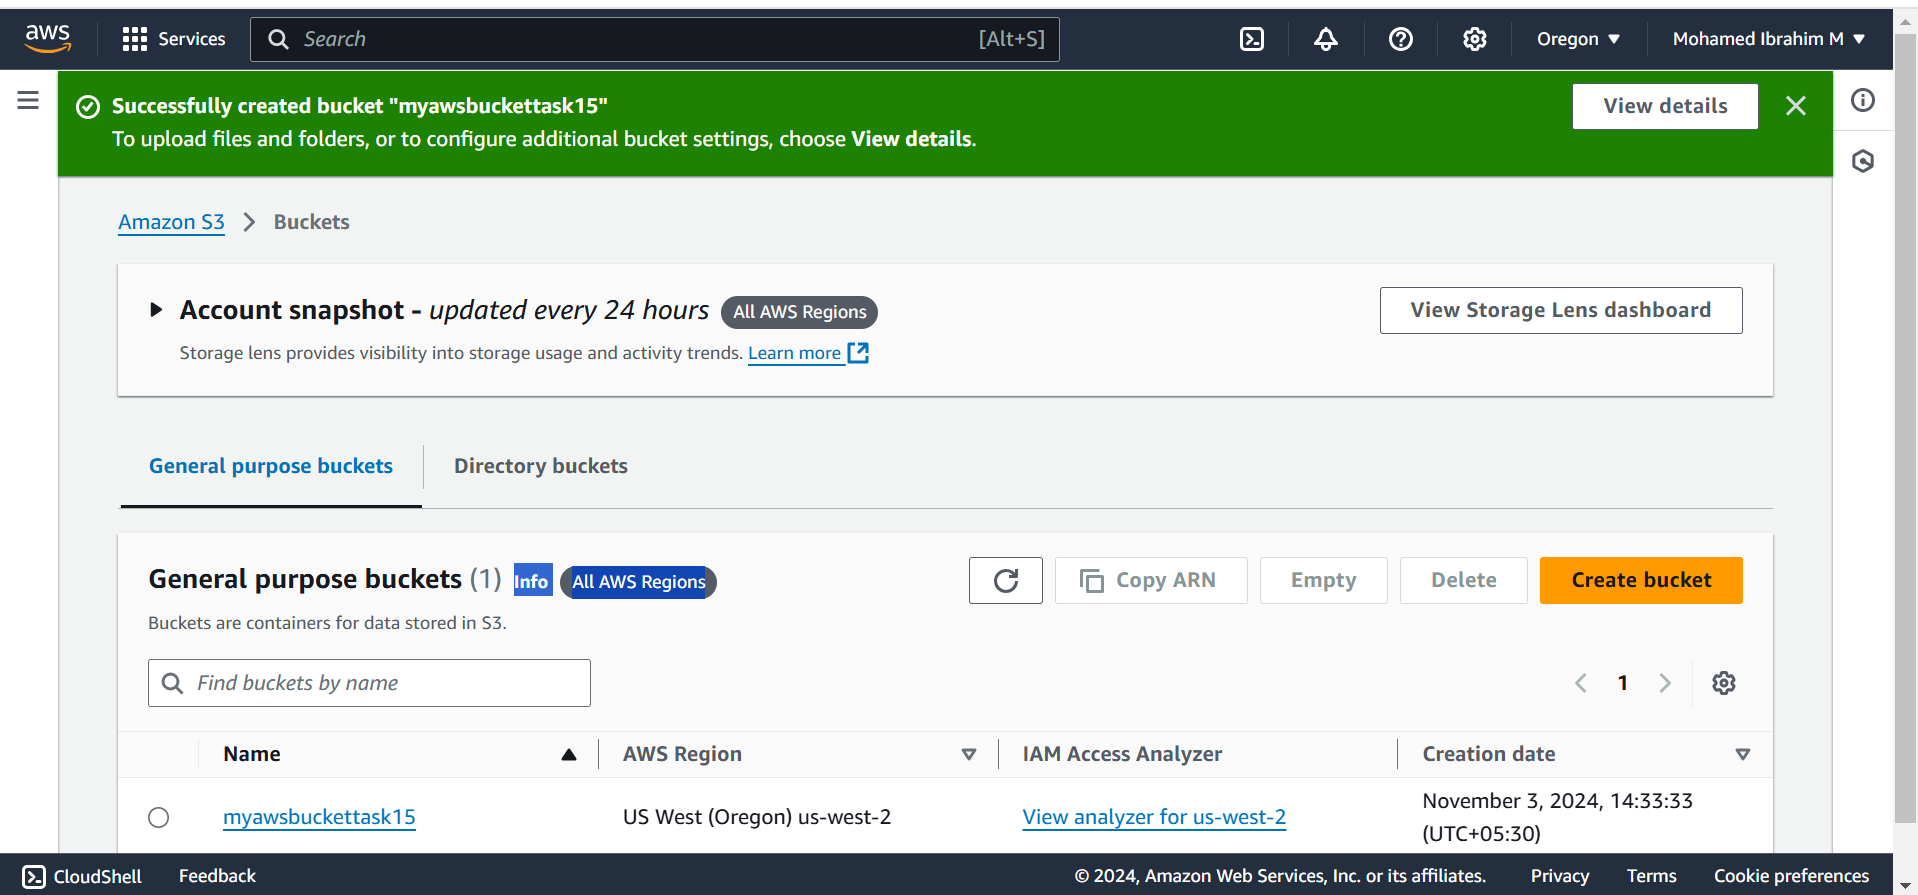 aws
Services
Search
[Alt+S]
Oregon
Mohamed Ibrahim M
Successfully created bucket "myawsbuckettask15"
To upload files and folders, or to configure additional bucket settings, choose View details.
View details
Amazon S3
Buckets
Account snapshot - updated every 24 hours
All AWS Regions
Storage lens provides visibility into storage usage and activity trends. Learn more
View Storage Lens dashboard
General purpose buckets
Directory buckets
General purpose buckets (1)
Info
All AWS Regions
Copy ARN
Empty
Delete
Create bucket
Buckets are containers for data stored in S3.
Find buckets by name
1
Name
AWS Region
IAM Access Analyzer
Creation date
myawsbuckettask15
US West (Oregon) us-west-2
View analyzer for us-west-2
November 3, 2024, 14:33:33
(UTC+05:30)
CloudShell
Feedback
© 2024, Amazon Web Services, Inc. or its affiliates.
Privacy
Terms
Cookie preferences